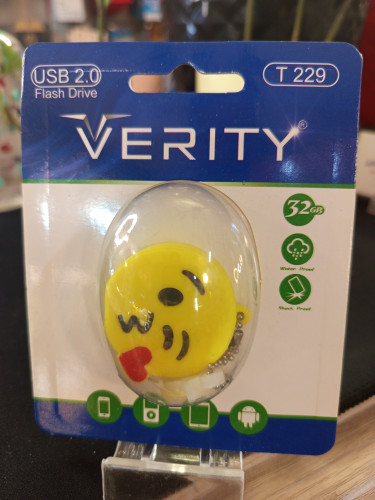 USB 2.0
Flash Drive
T 229
VERITY®
32GB
Water Proof
Shock Proof